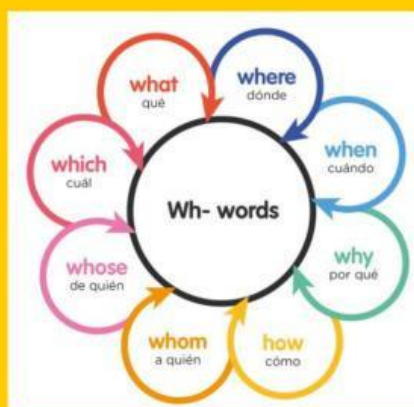 what
qué
where
dónde
when
cuándo
why
por qué
how
cómo
whom
a quién
whose
de quién
which
cuál
Wh- words